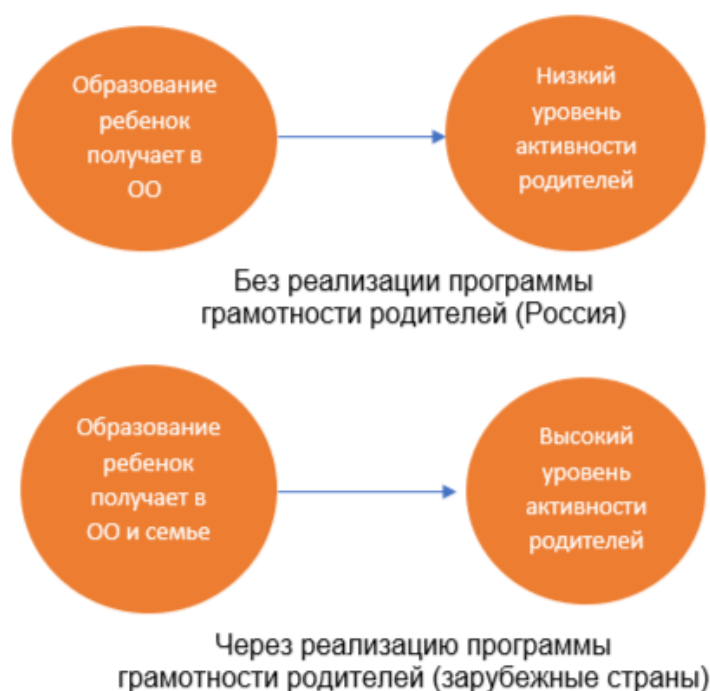 Образование
ребенок
получает в
ОО
Низкий
уровень
активности
родителей
Без реализации программы
грамотности родителей (Россия)
Образование
ребенок
получает в
ОО и семье
Высокий
уровень
активности
родителей
Через реализацию программы
грамотности родителей (зарубежные страны)